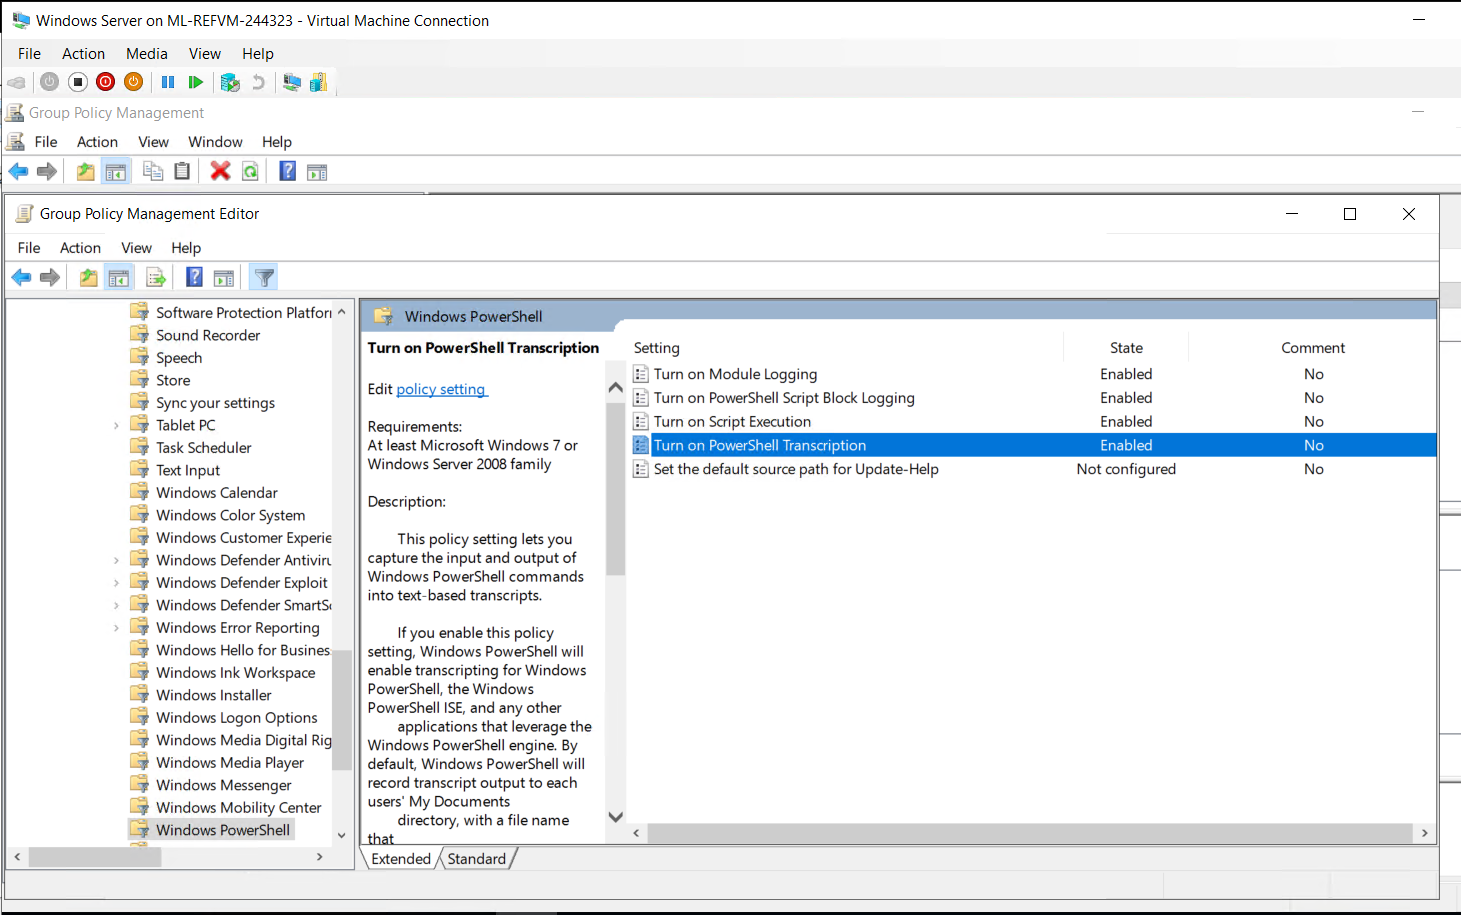 Windows Server on ML-REFVM-244323 - Virtual Machine Connection
File Action Media View Help
Group Policy Management
File Action View Window Help
Group Policy Management Editor
File Action View Help
Software Protection Platfor
Sound Recorder
Speech
Store
Sync your settings
Tablet PC
Task Scheduler
Text Input
Windows Calendar
Windows Color System
Windows Customer Experie
Windows Defender Antiviru
Windows Defender Exploit
Windows Defender SmartSc
Windows Error Reporting
Windows Hello for Busines
Windows Ink Workspace
Windows Installer
Windows Logon Options
Windows Media Digital Rig
Windows Media Player
Windows Messenger
Windows Mobility Center
Windows PowerShell
Windows PowerShell
Turn on PowerShell Transcription
Edit policy setting
Requirements:
At least Microsoft Windows 7 or
Windows Server 2008 family
Description:
This policy setting lets you
capture the input and output of
Windows PowerShell commands
into text-based transcripts.
If you enable this policy
setting, Windows PowerShell will
enable transcripting for Windows
PowerShell, the Windows
PowerShell ISE, and any other
applications that leverage the
Windows PowerShell engine. By
default, Windows PowerShell will
record transcript output to each
users' My Documents
directory, with a file name
that
Setting State Comment
Turn on Module Logging Enabled No
Turn on PowerShell Script Block Logging Enabled No
Turn on Script Execution Enabled No
Turn on PowerShell Transcription Enabled No
Set the default source path for Update-Help Not configured No
Extended Standard